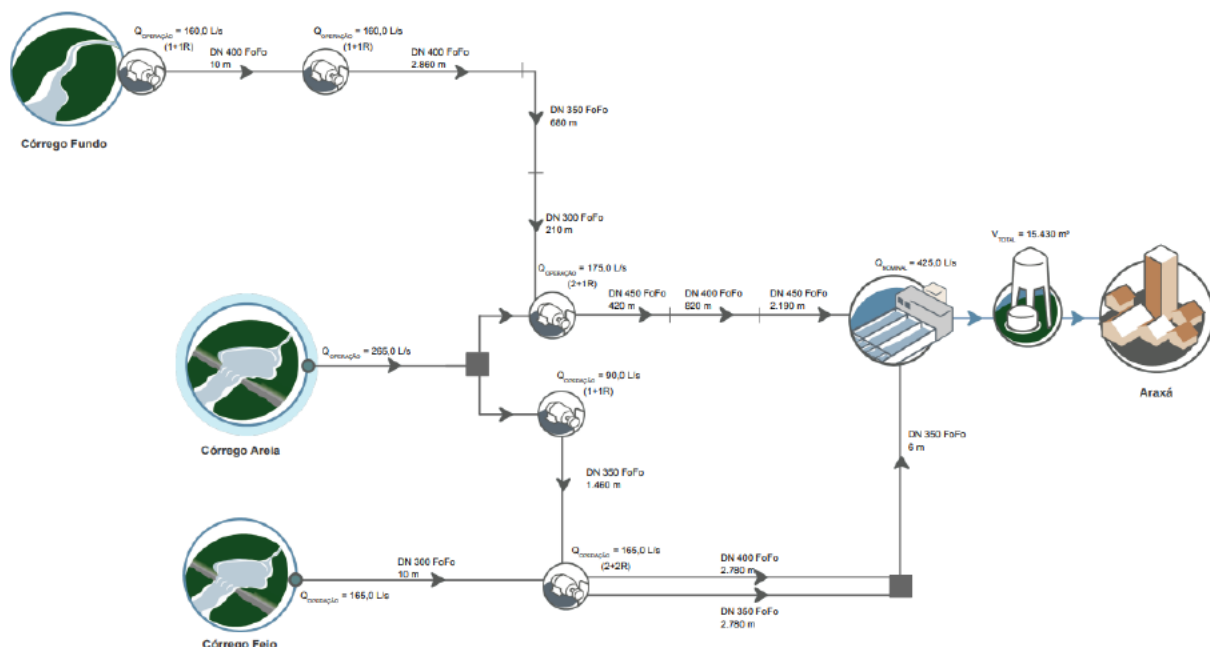 Q OPERAÇÃO = 160,0 L/s
(1+1R)
DN 400 FoFo
10 m
Q OPERAÇÃO = 160,0 L/s
(1+1R)
DN 400 FoFo
2.860 m
Córrego Fundo
DN 350 FoFo
680 m
DN 300 FoFo
210 m
Q OPERAÇÃO = 175,0 L/s
(2+1R)
DN 450 FoFo
420 m
DN 400 FoFo
820 m
DN 450 FoFo
2.190 m
Q NOMINAL = 425,0 L/s
V TOTAL = 15.430 m³
Araxá
Q OPERAÇÃO = 265,0 L/s
Córrego Areia
Q OPERAÇÃO = 90,0 L/s
(1+1R)
DN 350 FoFo
6 m
DN 350 FoFo
1.460 m
Q OPERAÇÃO = 165,0 L/s
(2+2R)
DN 300 FoFo
10 m
Q OPERAÇÃO = 165,0 L/s
DN 400 FoFo
2.780 m
DN 350 FoFo
2.780 m
Córrego Feio